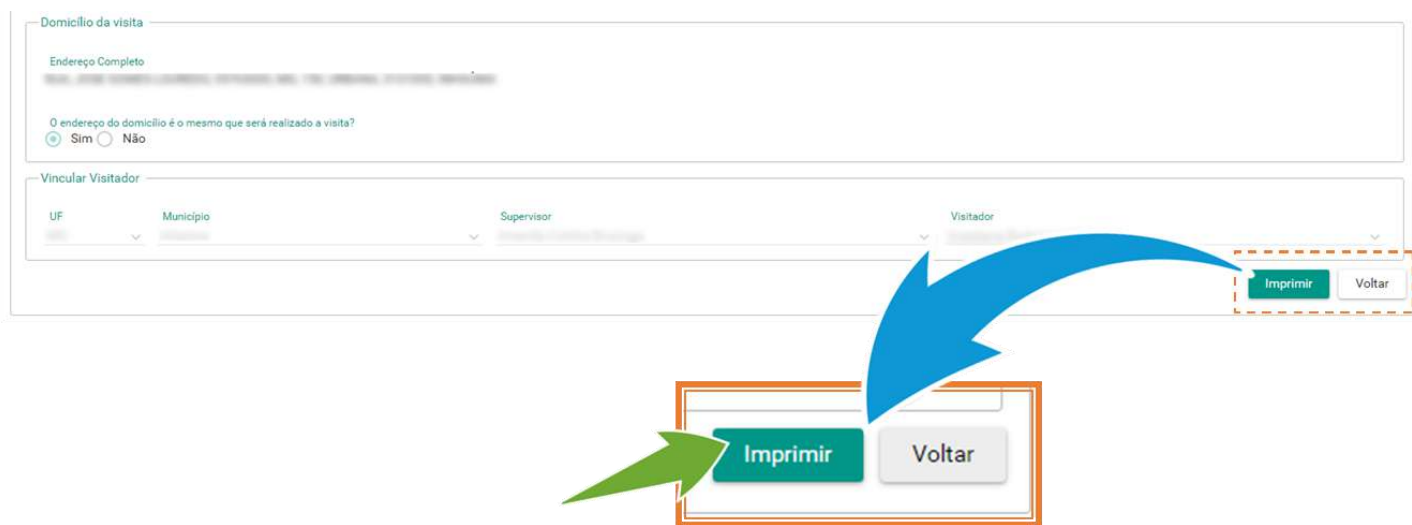 Domicílio da visita
Endereço Completo
O endereço do domicílio é o mesmo que será realizado a visita?
Sim Não
Vincular Visitador
UF Município Supervisor Visitador
Imprimir Voltar
Imprimir Voltar